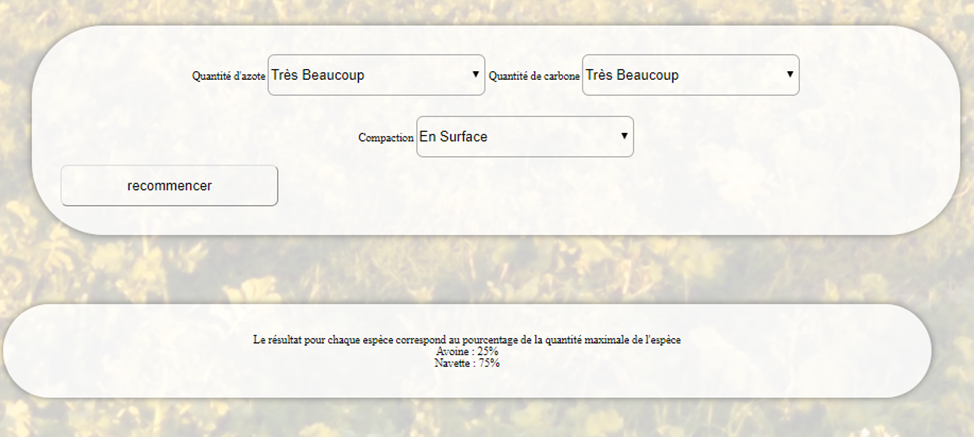 Quantité d'azote Très Beaucoup Quantité de carbone Très Beaucoup
Compaction En Surface
recommencer
Le résultat pour chaque espèce correspond au pourcentage de la quantité maximale de l'espèce
Avoine : 25%
Navette : 75%